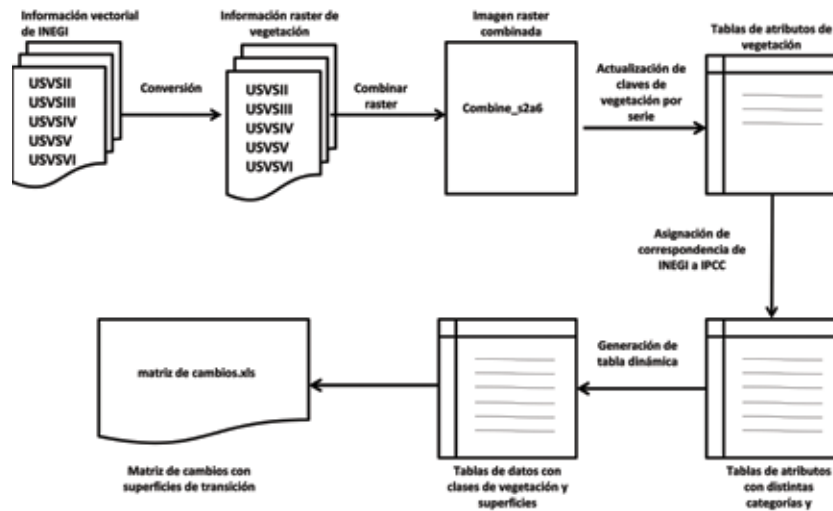 Información vectorial
de INEGI
USVSII
USVSIII
USVSIV
USVSV
USVSVI
Conversión
Información raster de
vegetación
USVSII
USVSIII
USVSIV
USVSV
USVSVI
Combinar
raster
Imagen raster
combinada
Combine_s2a6
Actualización de
claves de
vegetación por
serie
Tablas de atributos de
vegetación
Asignación de
correspondencia de
INEGI a IPCC
Tablas de atributos
con distintas
categorías y
Generación de
tabla dinámica
Tablas de datos con
clases de vegetación y
superficies
matriz de cambios.xls
Matriz de cambios con
superficies de transición